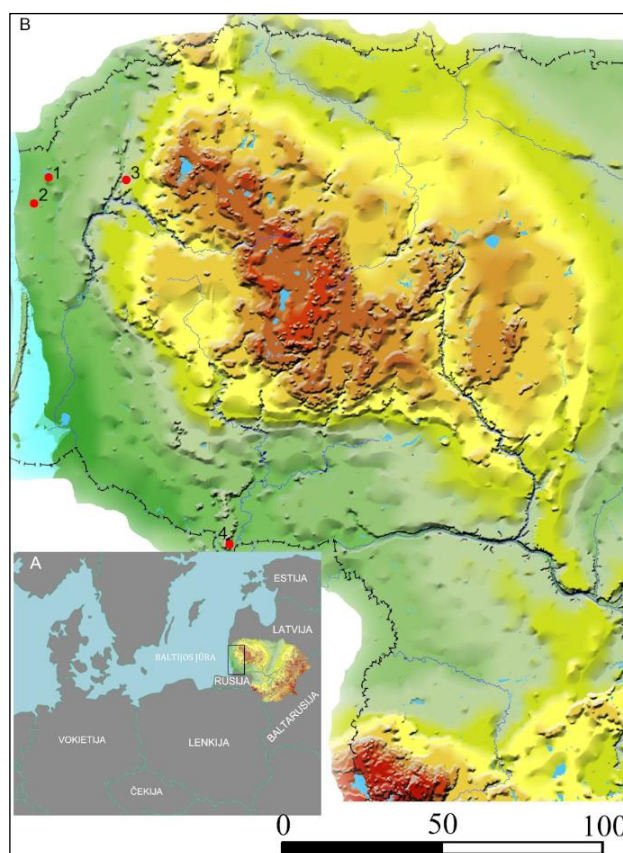 B
1
2
3
4
A
ESTIJA
LATVIJA
BALTIJOS JŪRA
RUSIJA
BALTARUSIJA
VOKIETIJA
LENKIJA
ČEKIJA
0 50 100